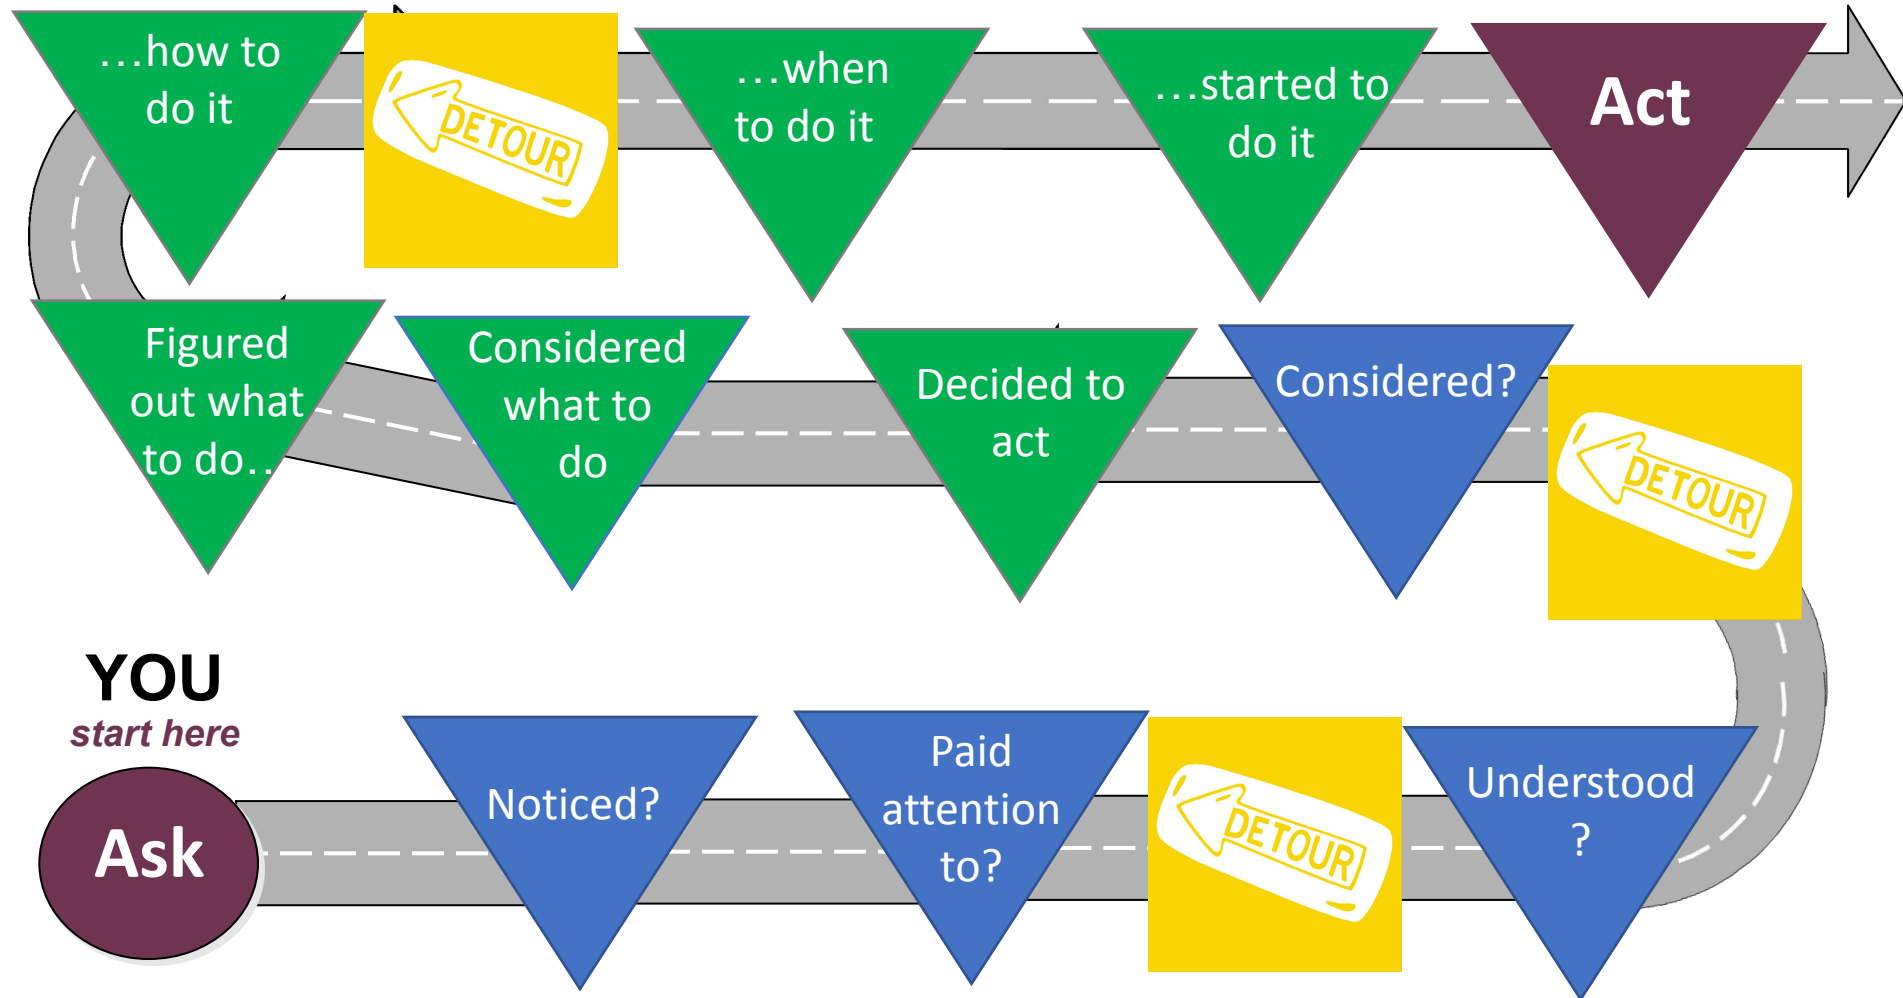 …how to
do it
DETOUR
…when
to do it
…started to
do it
Act
Figured
out what
to do..
Considered
what to
do
Decided to
act
Considered?
DETOUR
YOU
start here
Ask
Noticed?
Paid
attention
to?
DETOUR
Understood
?